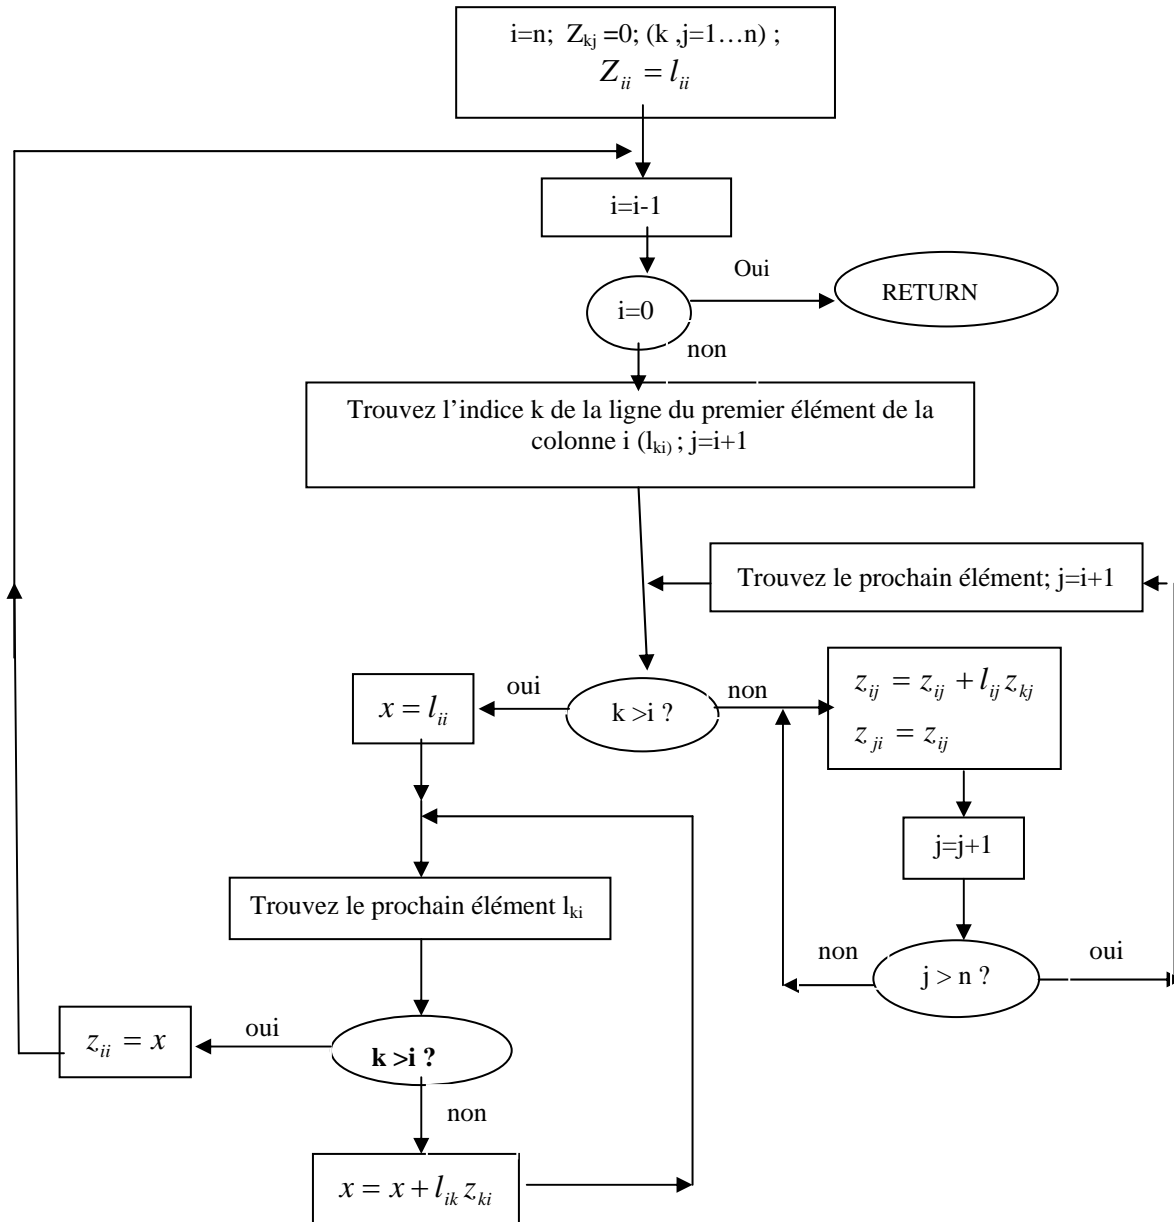 i=n; Z_kj =0; (k ,j=1…n) ;
Z_ii = l_ii
i=i-1
Oui
i=0
RETURN
non
Trouvez l’indice k de la ligne du premier élément de la
colonne i (l_ki) ; j=i+1
Trouvez le prochain élément; j=i+1
oui
x = l_ii
k >i ?
non
z_ij = z_ij + l_ij z_kj
z_ji = z_ij
j=j+1
Trouvez le prochain élément l_ki
non
j > n ?
oui
z_ii = x
oui
k >i ?
non
x = x + l_ik z_ki